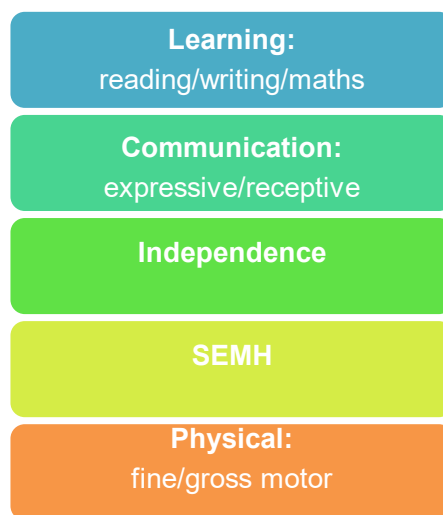 Learning:
reading/writing/maths
Communication:
expressive/receptive
Independence
SEMH
Physical:
fine/gross motor